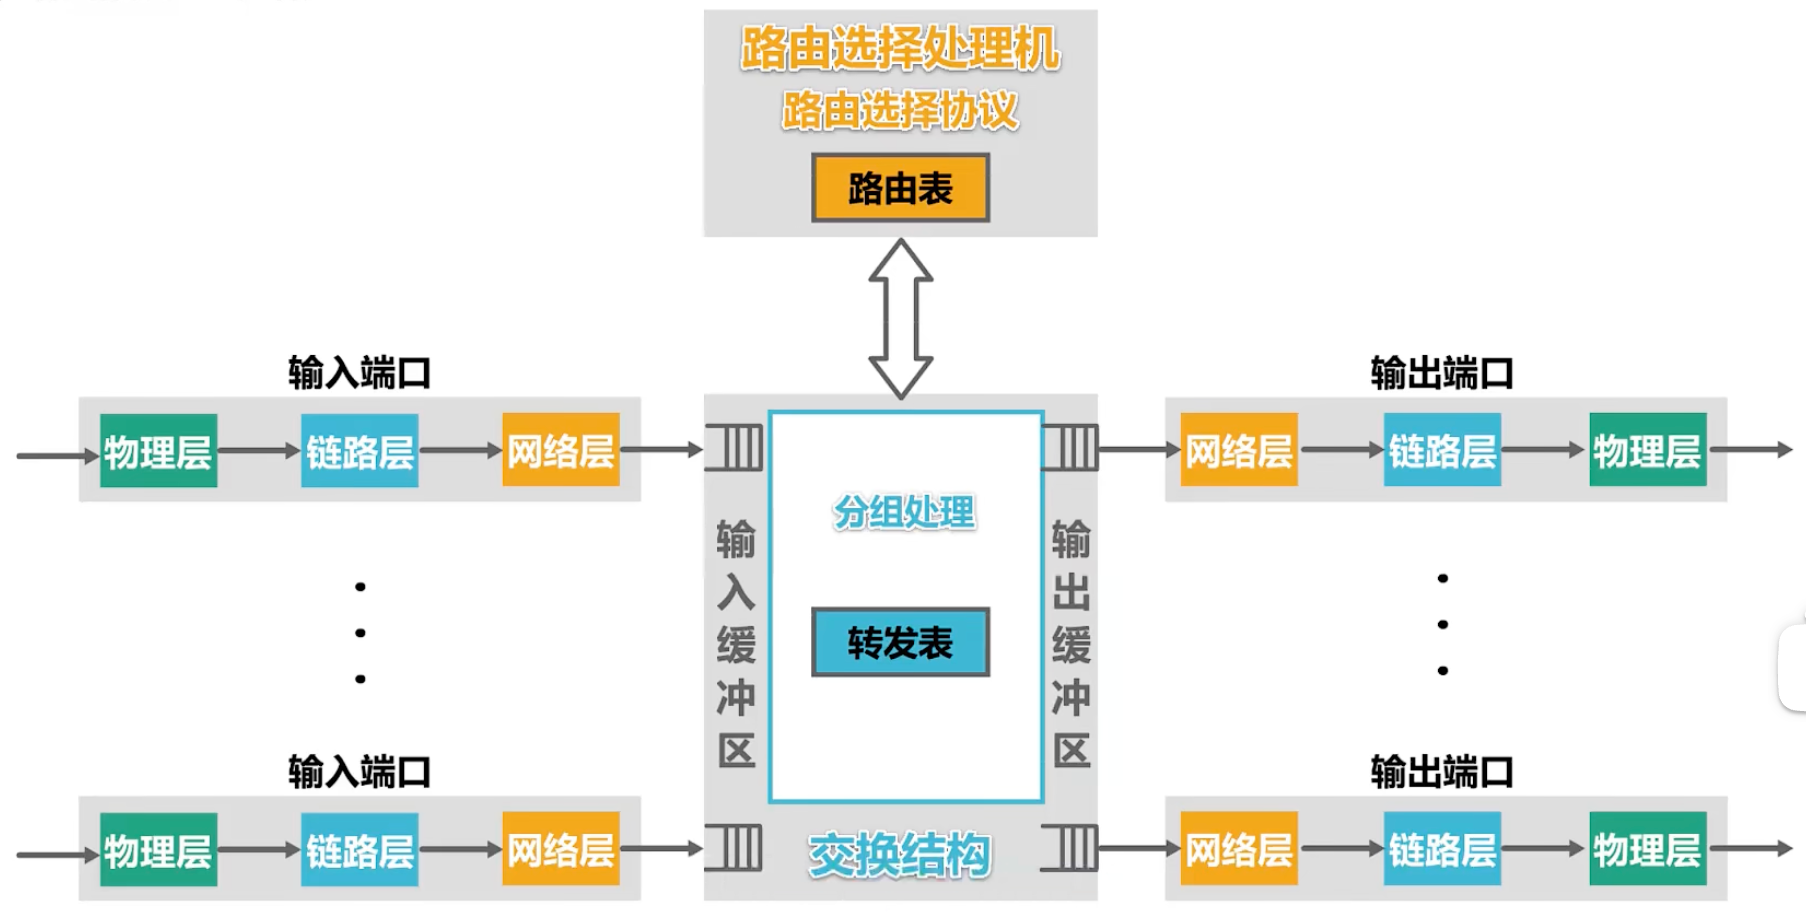 路由选择处理机
路由选择协议
路由表
输入端口
物理层
链路层
网络层
输入缓冲区
分组处理
转发表
输出缓冲区
输出端口
网络层
链路层
物理层
输入端口
物理层
链路层
网络层
交换结构
输出端口
网络层
链路层
物理层